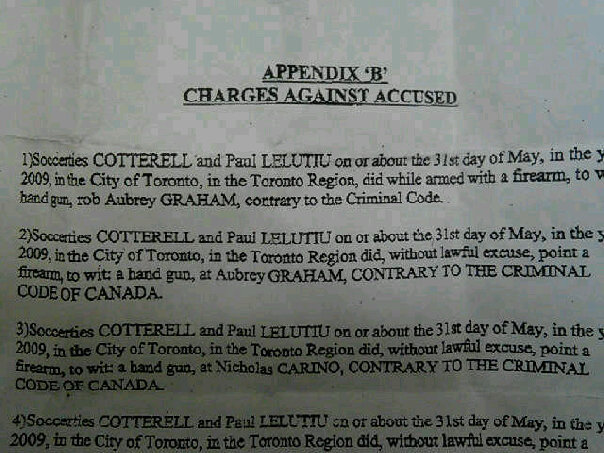 APPENDIX 'B'
CHARGES AGAINST ACCUSED
1)Soccerties COTTERELL and Paul LELUTIU on or about the 31st day of May, in the y
2009, in the City of Toronto, in the Toronto Region, did while armed with a firearm, to w
hand gun, rob Aubrey GRAHAM, contrary to the Criminal Code.
2)Soccerties COTTERELL and Paul LELUTIU on or about the 31st day of May, in the y
2009, in the City of Toronto, in the Toronto Region did, without lawful excuse, point a
firearm, to wit: a hand gun, at Aubrey GRAHAM, CONTRARY TO THE CRIMINAL
CODE OF CANADA.
3)Soccerties COTTERELL and Paul LELUTIU on or about the 31st day of May, in the y
2009, in the City of Toronto, in the Toronto Region did, without lawful excuse, point a
firearm, to wit: a hand gun, at Nicholas CARINO, CONTRARY TO THE CRIMINAL
CODE OF CANADA.
4)Soccerties COTTERELL and Paul LELUTIU on or about the 31st day of May, in the y
2009, in the City of Toronto, in the Toronto Region did, without lawful excuse, point a